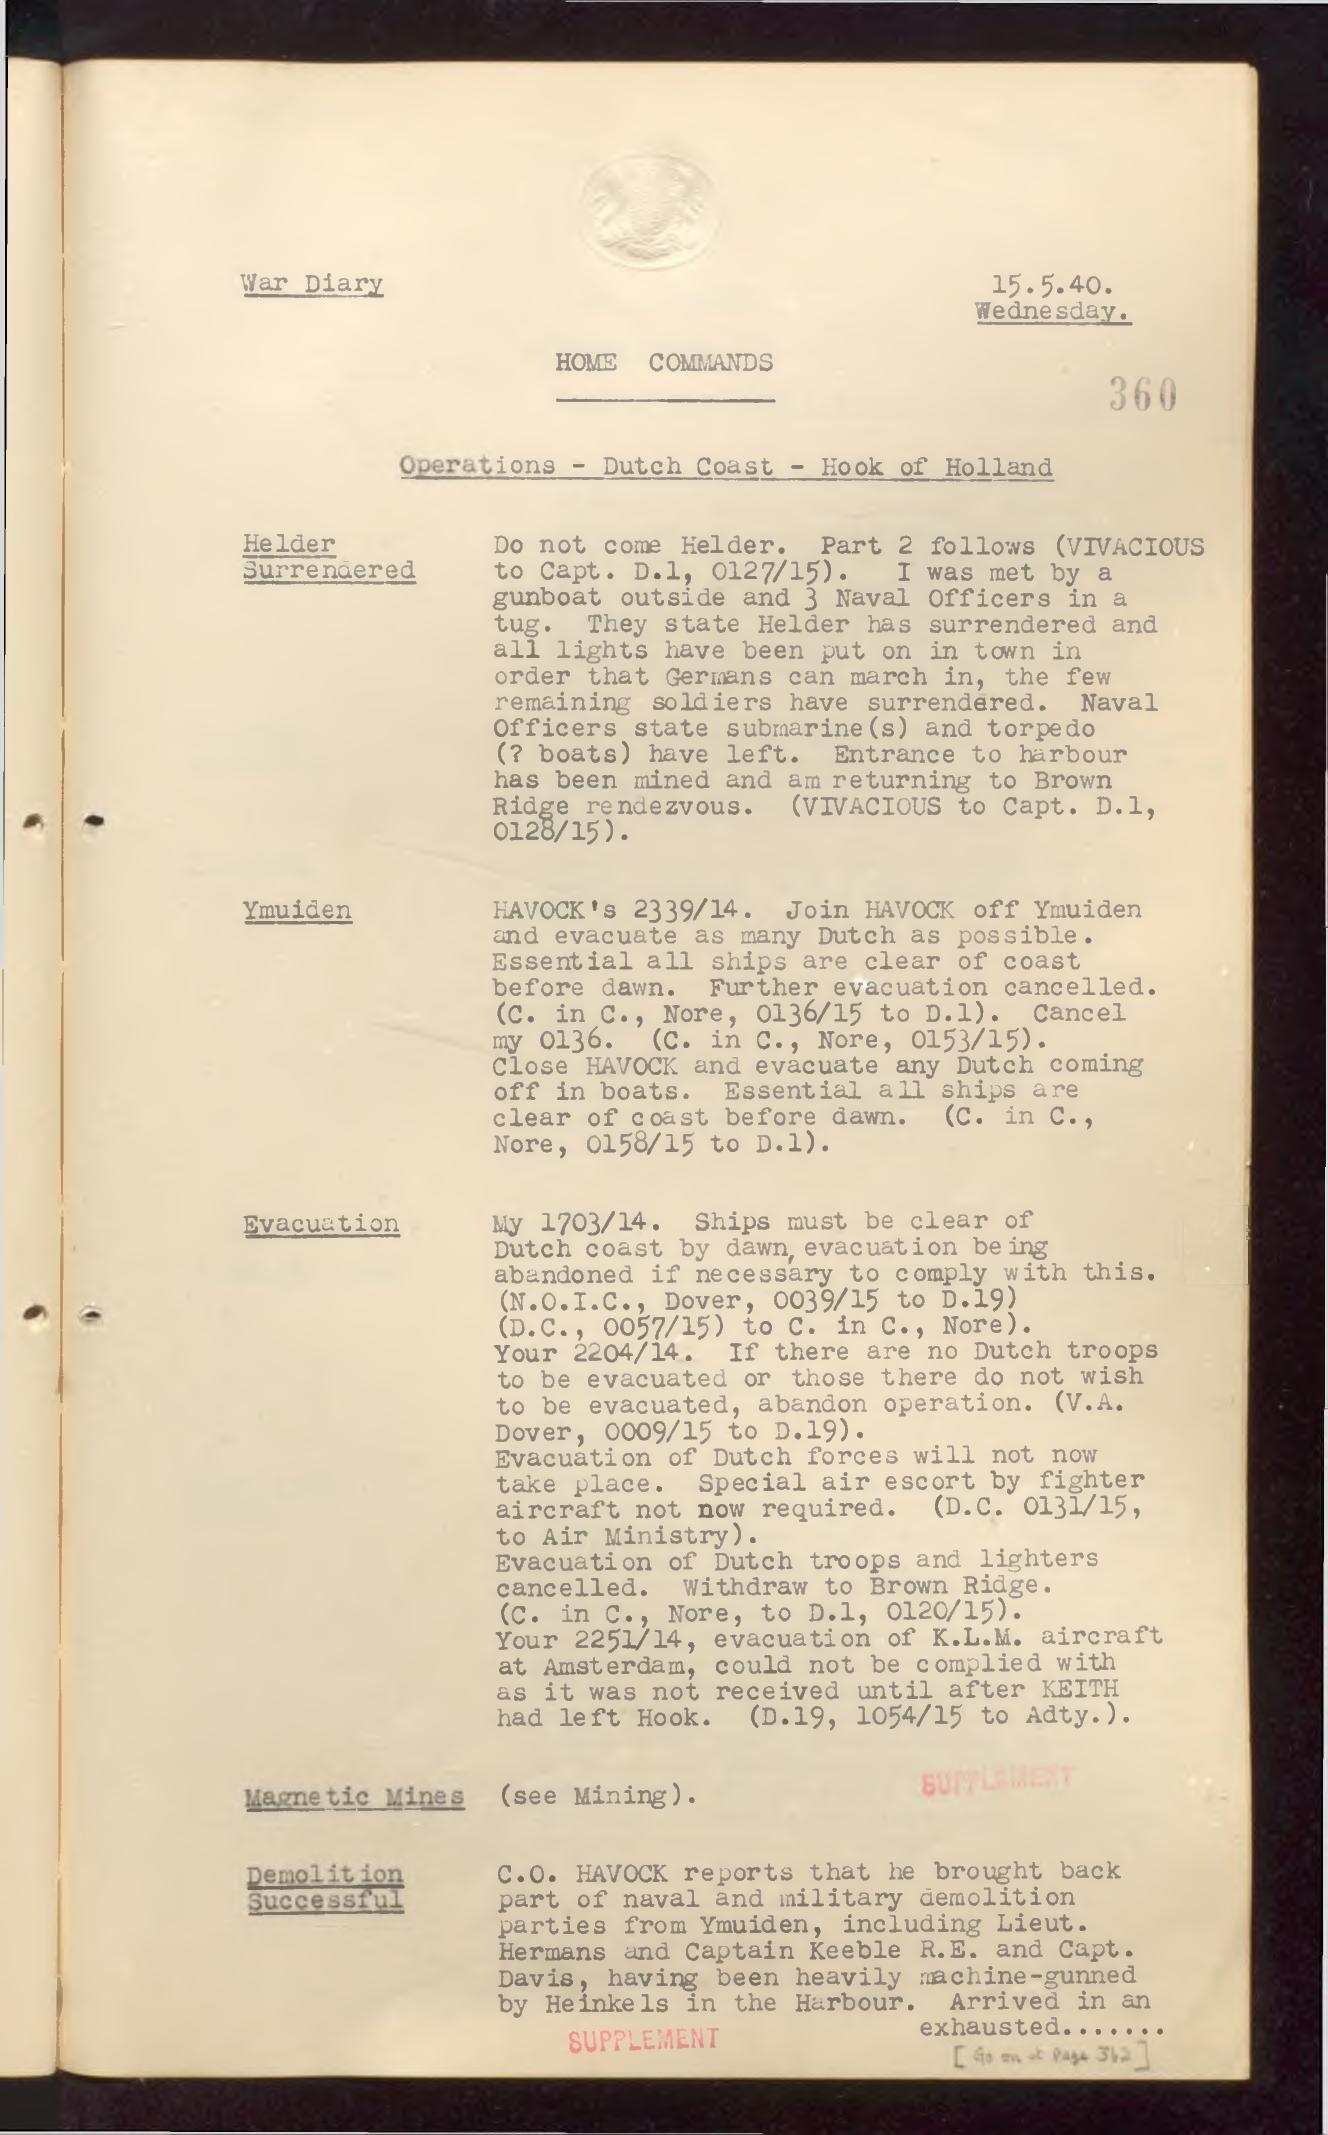 War Diary
15.5.40.
Wednesday.
HOME COMMANDS
360
Operations - Dutch Coast - Hook of Holland
Helder
Surrendered
Do not come Helder. Part 2 follows (VIVACIOUS
to Capt. D.1, 0127/15). I was met by a
gunboat outside and 3 Naval Officers in a
tug. They state Helder has surrendered and
all lights have been put on in town in
order that Germans can march in, the few
remaining soldiers have surrendered. Naval
Officers state submarine(s) and torpedo
(? boats) have left. Entrance to harbour
has been mined and am returning to Brown
Ridge rendezvous. (VIVACIOUS to Capt. D.1,
0128/15).
Ymuiden
HAVOCK's 2339/14. Join HAVOCK off Ymuiden
and evacuate as many Dutch as possible.
Essential all ships are clear of coast
before dawn. Further evacuation cancelled.
(C. in C., Nore, 0136/15 to D.1). Cancel
my 0136. (C. in C., Nore, 0153/15).
Close HAVOCK and evacuate any Dutch coming
off in boats. Essential all ships are
clear of coast before dawn. (C. in C.,
Nore, 0158/15 to D.1).
Evacuation
My 1703/14. Ships must be clear of
Dutch coast by dawn, evacuation being
abandoned if necessary to comply with this.
(N.O.I.C., Dover, 0039/15 to D.19)
(D.C., 0057/15) to C. in C., Nore).
Your 2204/14. If there are no Dutch troops
to be evacuated or those there do not wish
to be evacuated, abandon operation. (V.A.
Dover, 0009/15 to D.19).
Evacuation of Dutch forces will not now
take place. Special air escort by fighter
aircraft not now required. (D.C. 0131/15,
to Air Ministry).
Evacuation of Dutch troops and lighters
cancelled. Withdraw to Brown Ridge.
(C. in C., Nore, to D.1, 0120/15).
Your 2251/14, evacuation of K.L.M. aircraft
at Amsterdam, could not be complied with
as it was not received until after KEITH
had left Hook. (D.19, 1054/15 to Adty.).
SUPPLEMENT
Magnetic Mines (see Mining).
Demolition
Successful
C.O. HAVOCK reports that he brought back
part of naval and military demolition
parties from Ymuiden, including Lieut.
Hermans and Captain Keeble R.E. and Capt.
Davis, having been heavily machine-gunned
by Heinkels in the Harbour. Arrived in an
exhausted.......
SUPPLEMENT
[Go on at Page 362]